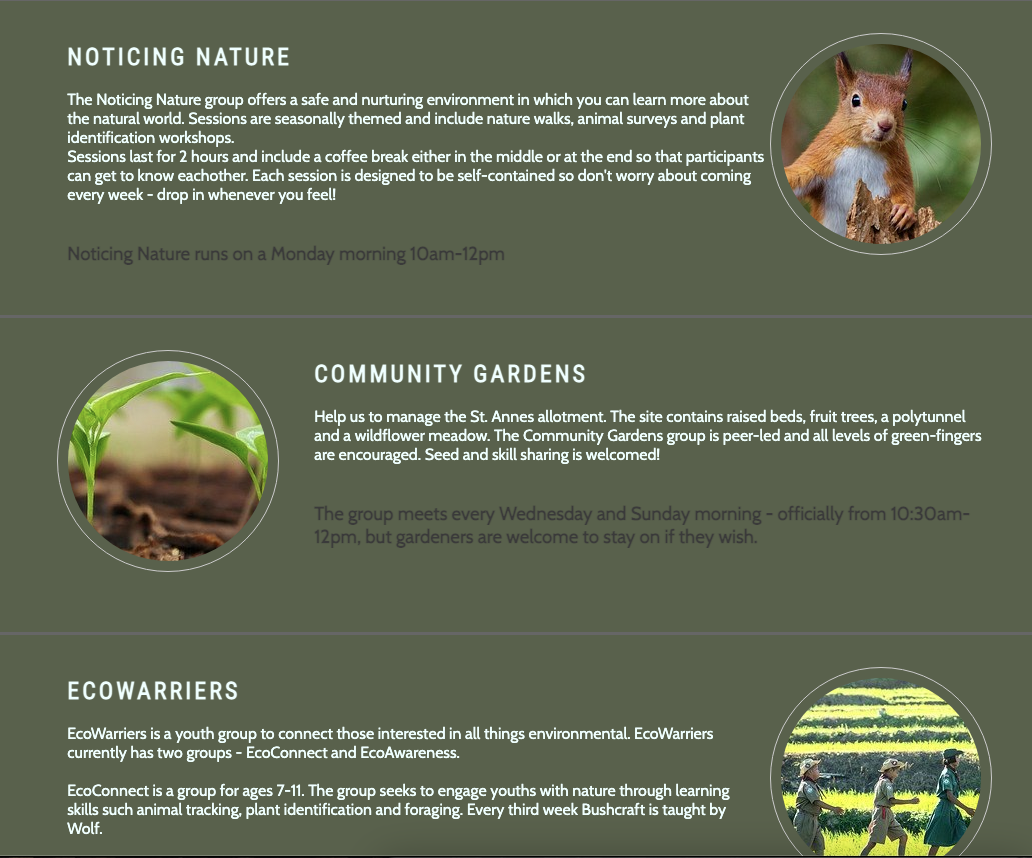 NOTICING NATURE
The Noticing Nature group offers a safe and nurturing environment in which you can learn more about
the natural world. Sessions are seasonally themed and include nature walks, animal surveys and plant
identification workshops.
Sessions last for 2 hours and include a coffee break either in the middle or at the end so that participants
can get to know eachother. Each session is designed to be self-contained so don't worry about coming
every week - drop in whenever you feel!
Noticing Nature runs on a Monday morning 10am-12pm
COMMUNITY GARDENS
Help us to manage the St. Annes allotment. The site contains raised beds, fruit trees, a polytunnel
and a wildflower meadow. The Community Gardens group is peer-led and all levels of green-fingers
are encouraged. Seed and skill sharing is welcomed!
The group meets every Wednesday and Sunday morning - officially from 10:30am-
12pm, but gardeners are welcome to stay on if they wish.
ECOWARRIERS
EcoWarriers is a youth group to connect those interested in all things environmental. EcoWarriers
currently has two groups - EcoConnect and EcoAwareness.
EcoConnect is a group for ages 7-11. The group seeks to engage youths with nature through learning
skills such animal tracking, plant identification and foraging. Every third week Bushcraft is taught by
Wolf.